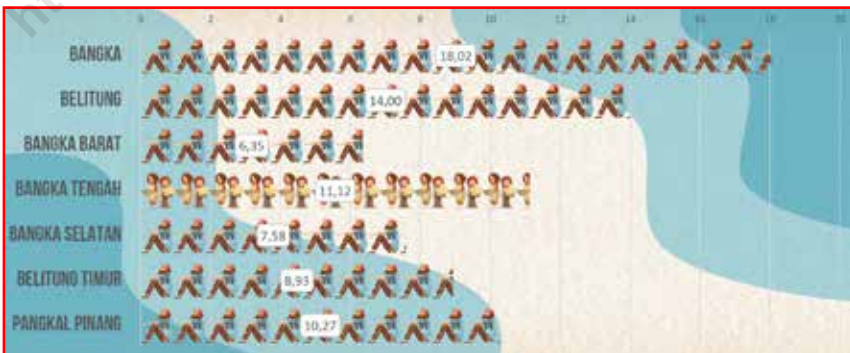 0 2 4 6 8 10 12 14 16 18 20
BANGKA 18,02
BELITUNG 14,00
BANGKA BARAT 6,35
BANGKA TENGAH 11,12
BANGKA SELATAN 7,58
BELITUNG TIMUR 8,93
PANGKAL PINANG 10,27